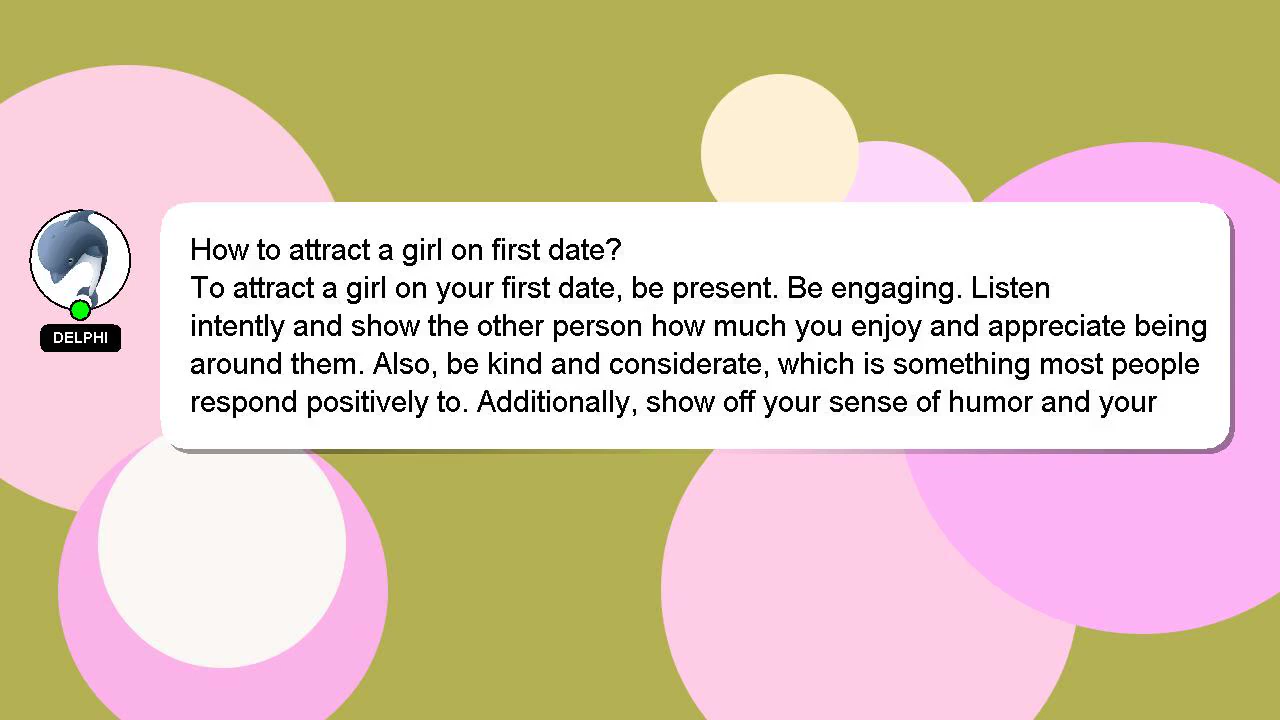 How to attract a girl on first date?
To attract a girl on your first date, be present. Be engaging. Listen
intently and show the other person how much you enjoy and appreciate being
around them. Also, be kind and considerate, which is something most people
respond positively to. Additionally, show off your sense of humor and your
DELPHI